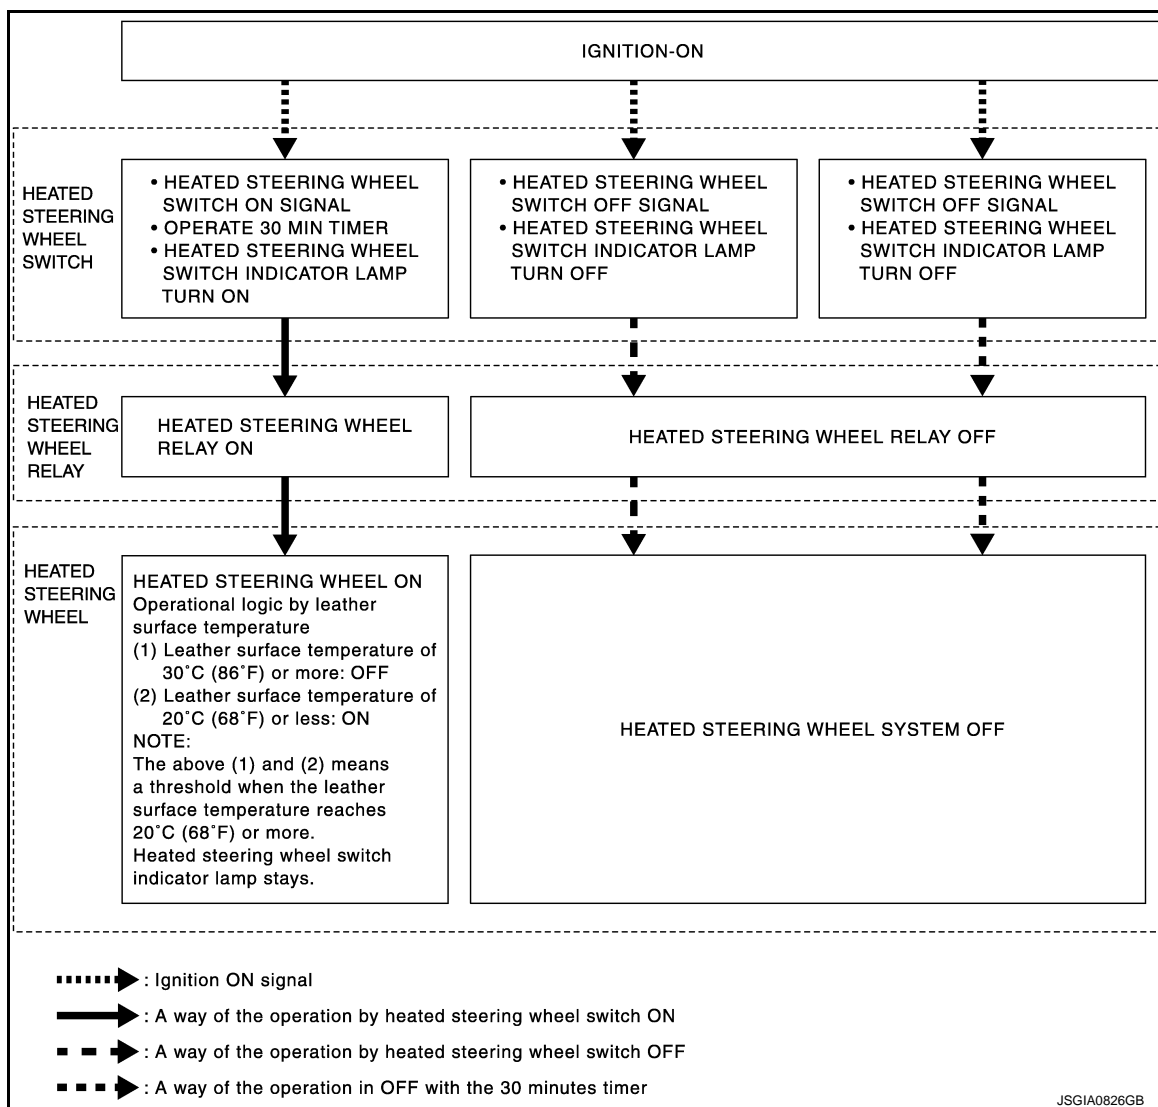 IGNITION-ON
HEATED
STEERING
WHEEL
SWITCH
• HEATED STEERING WHEEL
SWITCH ON SIGNAL
• OPERATE 30 MIN TIMER
• HEATED STEERING WHEEL
SWITCH INDICATOR LAMP
TURN ON
• HEATED STEERING WHEEL
SWITCH OFF SIGNAL
• HEATED STEERING WHEEL
SWITCH INDICATOR LAMP
TURN OFF
• HEATED STEERING WHEEL
SWITCH OFF SIGNAL
• HEATED STEERING WHEEL
SWITCH INDICATOR LAMP
TURN OFF
HEATED
STEERING
WHEEL
RELAY
HEATED STEERING WHEEL
RELAY ON
HEATED STEERING WHEEL RELAY OFF
HEATED
STEERING
WHEEL
HEATED STEERING WHEEL ON
Operational logic by leather
surface temperature
(1) Leather surface temperature of
30˚C (86˚F) or more: OFF
(2) Leather surface temperature of
20˚C (68˚F) or less: ON
NOTE:
The above (1) and (2) means
a threshold when the leather
surface temperature reaches
20˚C (68˚F) or more.
Heated steering wheel switch
indicator lamp stays.
HEATED STEERING WHEEL SYSTEM OFF
: Ignition ON signal
: A way of the operation by heated steering wheel switch ON
: A way of the operation by heated steering wheel switch OFF
: A way of the operation in OFF with the 30 minutes timer
JSGIA0826GB